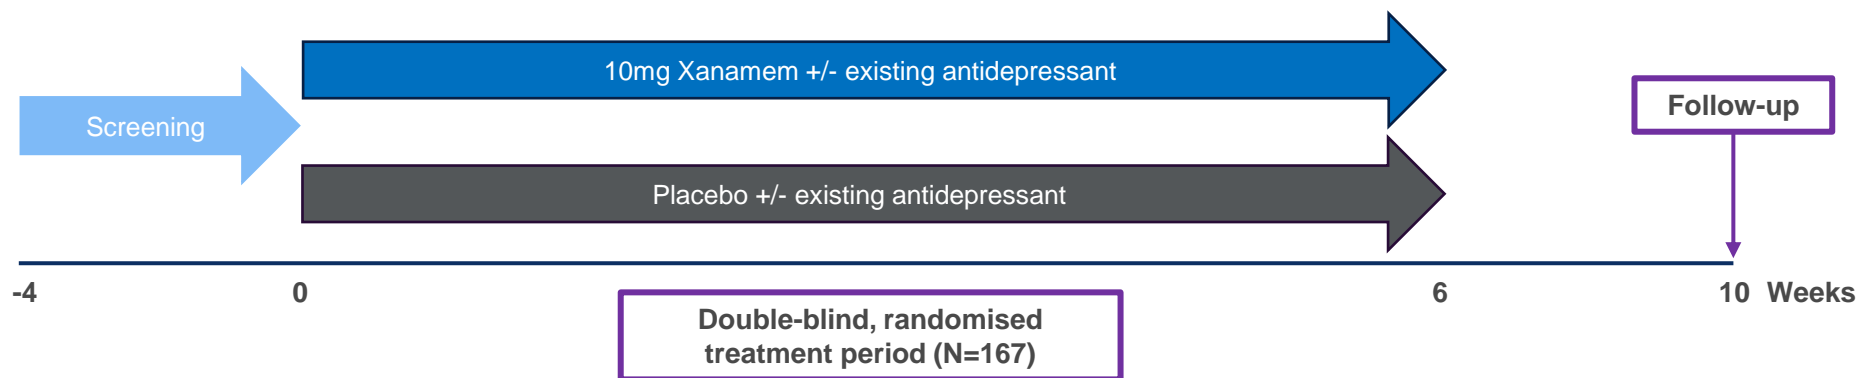 10mg Xanamem +/- existing antidepressant
Screening
Follow-up
Placebo +/- existing antidepressant
-4
0
6
10 Weeks
Double-blind, randomised
treatment period (N=167)